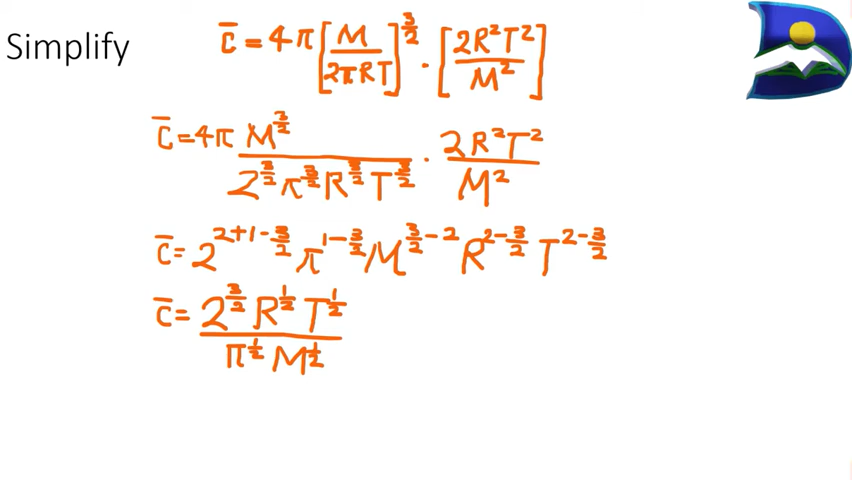 Simplify
c̄ = 4π [M / 2πRT]^(3/2) · [2R²T² / M²]
c̄ = 4π M^(3/2) / (2^(3/2) π^(3/2) R^(3/2) T^(3/2)) · 2R²T² / M²
c̄ = 2^(2+1-3/2) π^(1-3/2) M^(3/2-2) R^(2-3/2) T^(2-3/2)
c̄ = 2^(3/2) R^(1/2) T^(1/2) / (π^(1/2) M^(1/2))